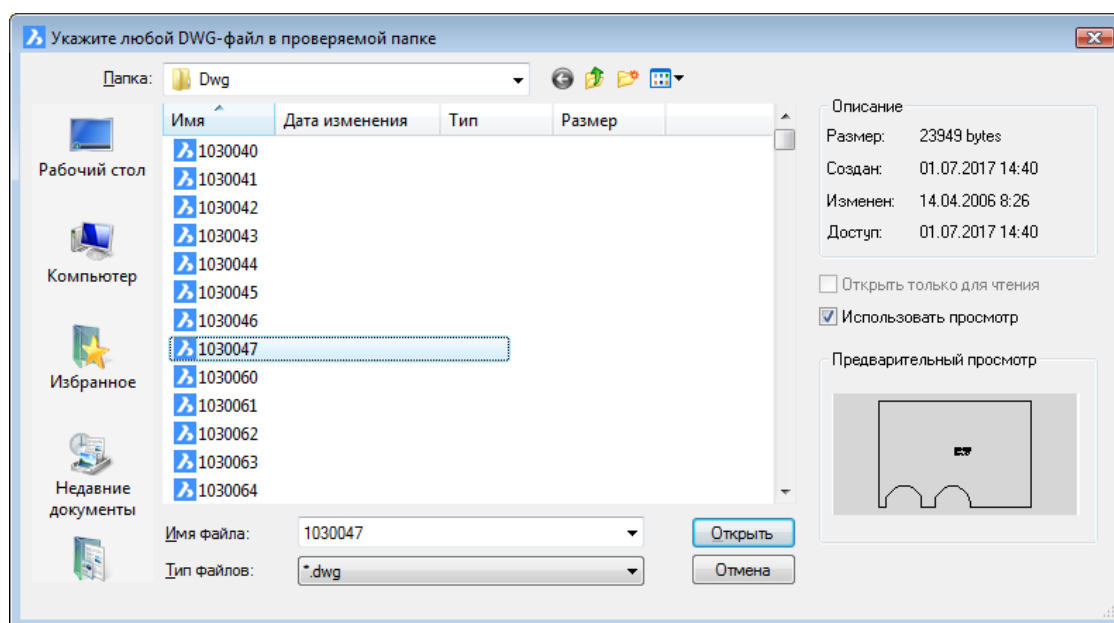 Укажите любой DWG-файл в проверяемой папке
Папка:
Dwg
Рабочий стол
Компьютер
Избранное
Недавние
документы
Имя
Дата изменения
Тип
Размер
1030040
1030041
1030042
1030043
1030044
1030045
1030046
1030047
1030060
1030061
1030062
1030063
1030064
Имя файла:
1030047
Открыть
Тип файлов:
*.dwg
Отмена
Описание
Размер: 23949 bytes
Создан: 01.07.2017 14:40
Изменен: 14.04.2006 8:26
Доступ: 01.07.2017 14:40
Открыть только для чтения
Использовать просмотр
Предварительный просмотр